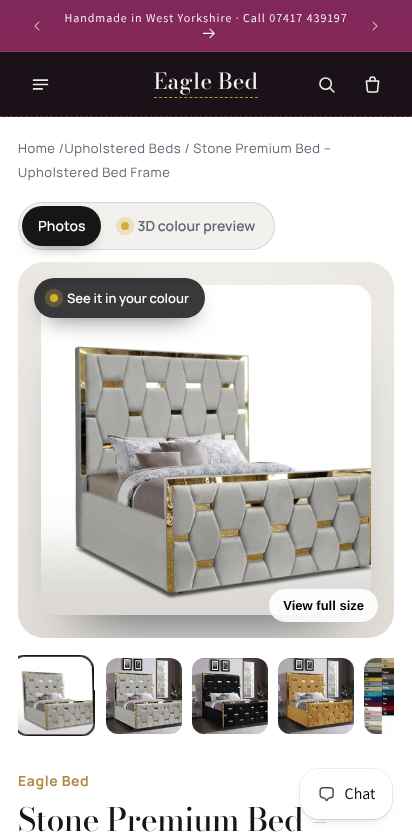 Handmade in West Yorkshire · Call 07417 439197
→
Eagle Bed
Home /Upholstered Beds / Stone Premium Bed –
Upholstered Bed Frame
Photos
3D colour preview
See it in your colour
View full size
Eagle Bed
Chat
Stone Premium Bed –